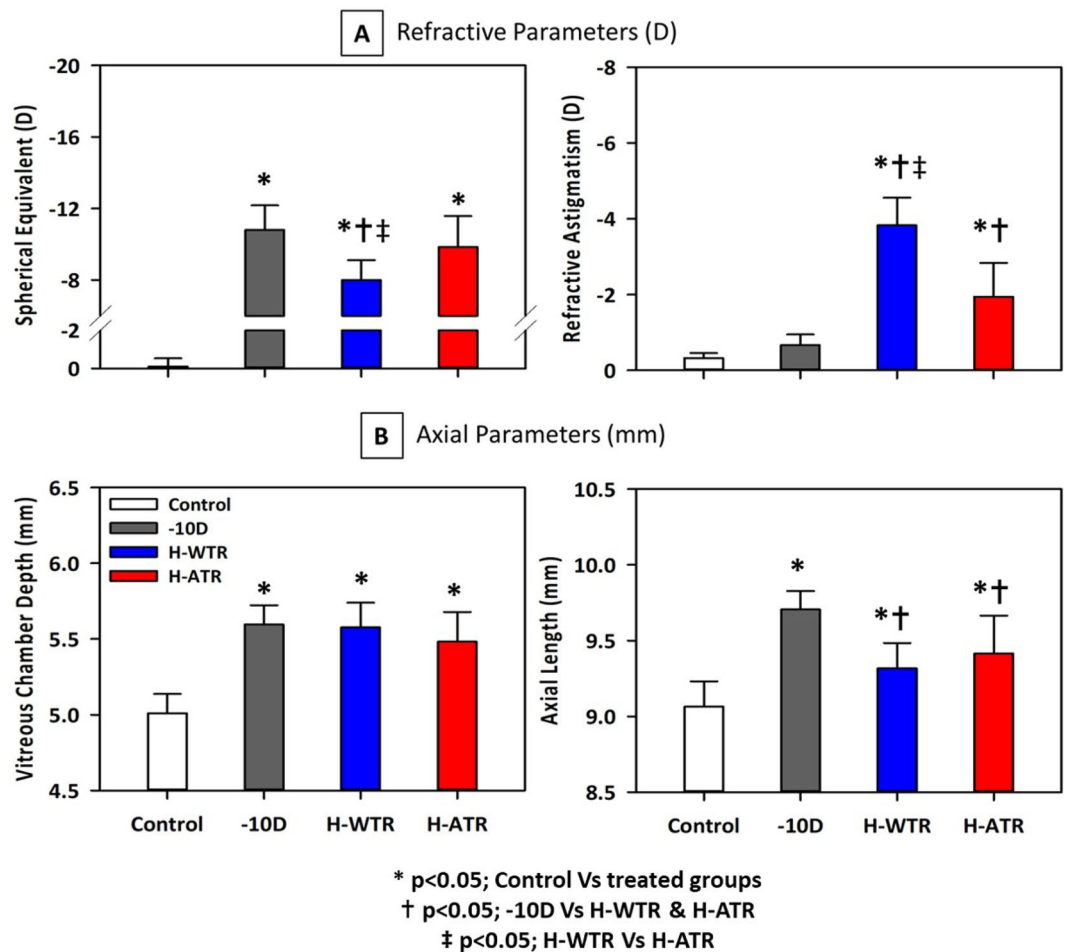 A Refractive Parameters (D)
Spherical Equivalent (D)
-20
-16
-12
-8
-2
0
*
*†‡
*
Refractive Astigmatism (D)
-8
-6
-4
-2
0
*†‡
*†
B Axial Parameters (mm)
Vitreous Chamber Depth (mm)
6.5
6.0
5.5
5.0
4.5
Control
-10D
H-WTR
H-ATR
*
*
*
Control
-10D
H-WTR
H-ATR
Axial Length (mm)
10.5
10.0
9.5
9.0
8.5
*
*†
*†
Control
-10D
H-WTR
H-ATR
* p<0.05; Control Vs treated groups
† p<0.05; -10D Vs H-WTR & H-ATR
‡ p<0.05; H-WTR Vs H-ATR